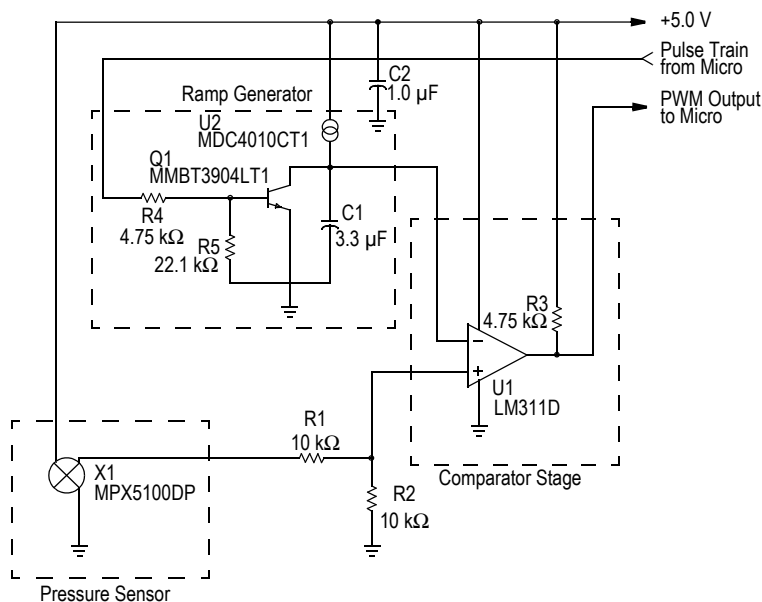 +5.0 V
Pulse Train
from Micro
PWM Output
to Micro
C2
1.0 µF
Ramp Generator
U2
MDC4010CT1
Q1
MMBT3904LT1
R4
4.75 kΩ
R5
22.1 kΩ
C1
3.3 µF
R3
4.75 kΩ
U1
LM311D
Comparator Stage
R1
10 kΩ
R2
10 kΩ
X1
MPX5100DP
Pressure Sensor